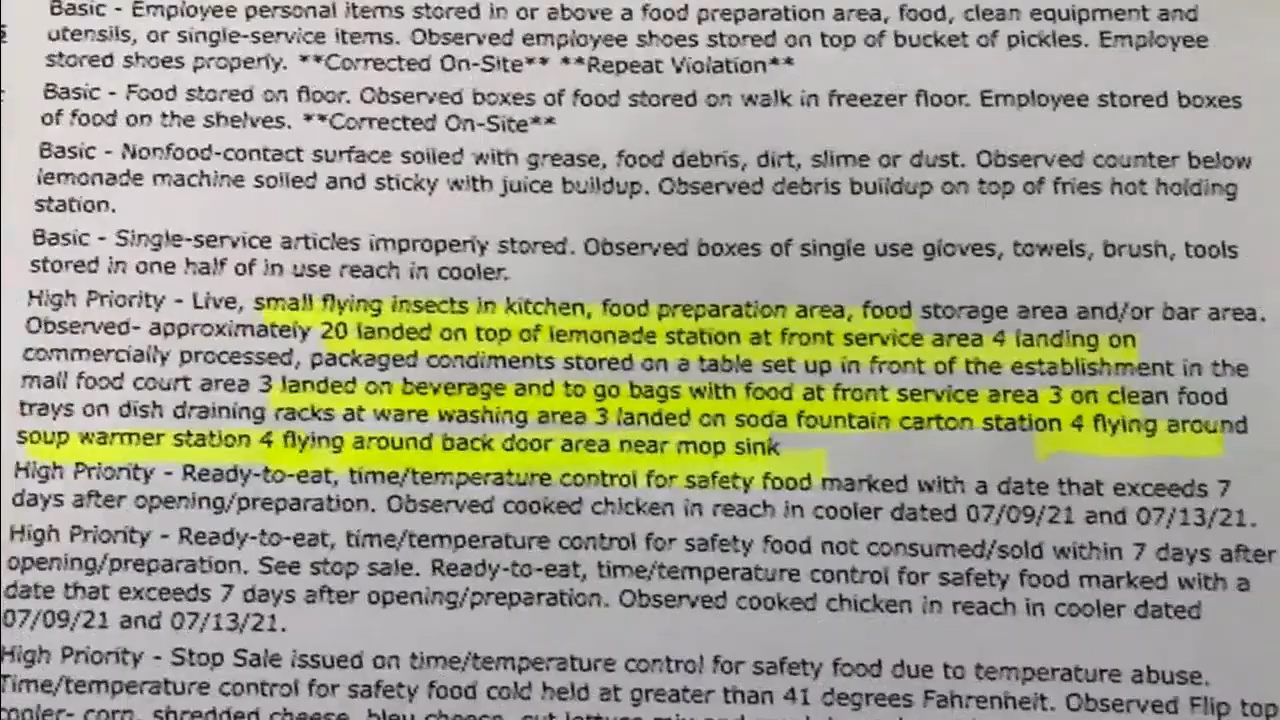 Basic - Employee personal items stored in or above a food preparation area, food, clean equipment and
utensils, or single-service items. Observed employee shoes stored on top of bucket of pickles. Employee
stored shoes properly. **Corrected On-Site** **Repeat Violation**
Basic - Food stored on floor. Observed boxes of food stored on walk in freezer floor. Employee stored boxes
of food on the shelves. **Corrected On-Site**
Basic - Nonfood-contact surface soiled with grease, food debris, dirt, slime or dust. Observed counter below
lemonade machine soiled and sticky with juice buildup. Observed debris buildup on top of fries hot holding
station.
Basic - Single-service articles improperly stored. Observed boxes of single use gloves, towels, brush, tools
stored in one half of in use reach in cooler.
High Priority - Live, small flying insects in kitchen, food preparation area, food storage area and/or bar area.
Observed- approximately 20 landed on top of lemonade station at front service area 4 landing on
commercially processed, packaged condiments stored on a table set up in front of the establishment in the
mall food court area 3 landed on beverage and to go bags with food at front service area 3 on clean food
trays on dish draining racks at ware washing area 3 landed on soda fountain carton station 4 flying around
soup warmer station 4 flying around back door area near mop sink
High Priority - Ready-to-eat, time/temperature control for safety food marked with a date that exceeds 7
days after opening/preparation. Observed cooked chicken in reach in cooler dated 07/09/21 and 07/13/21.
High Priority - Ready-to-eat, time/temperature control for safety food not consumed/sold within 7 days after
opening/preparation. See stop sale. Ready-to-eat, time/temperature control for safety food marked with a
date that exceeds 7 days after opening/preparation. Observed cooked chicken in reach in cooler dated
07/09/21 and 07/13/21.
High Priority - Stop Sale issued on time/temperature control for safety food due to temperature abuse.
Time/temperature control for safety food cold held at greater than 41 degrees Fahrenheit. Observed Flip top
cooler- corn, shredded cheese, bleu cheese, cut lettuce mix and